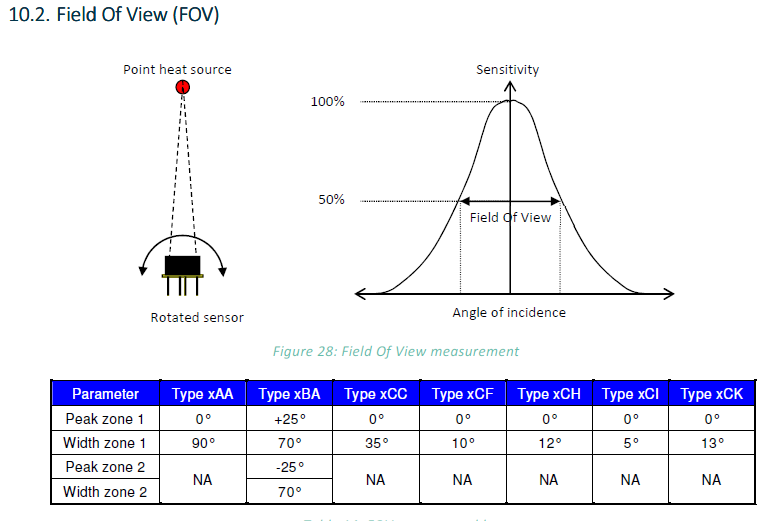 10.2. Field Of View (FOV)
Point heat source
Sensitivity
100%
50%
Field Of View
Rotated sensor
Angle of incidence
Figure 28: Field Of View measurement
Parameter Type xAA Type xBA Type xCC Type xCF Type xCH Type xCI Type xCK
Peak zone 1 0° +25° 0° 0° 0° 0° 0°
Width zone 1 90° 70° 35° 10° 12° 5° 13°
Peak zone 2 NA -25° NA NA NA NA NA
Width zone 2 70°